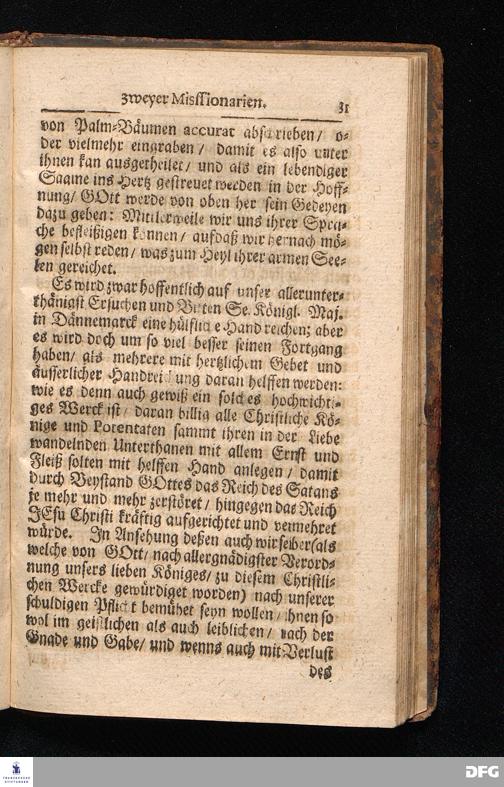 zweyer Missionarien. 31
von Palm-Bäumen accurat abschrieben/ o-
der vielmehr eingraben/ damit es also unter
ihnen kan ausgetheilet/ und als ein lebendiger
Saame ins Hertz gestreuet werden in der Hoff-
nung/ GOtt werde von oben her sein Gedeyen
dazu geben: Mittlerweile wir uns ihrer Spra-
che befleißigen können/ auf daß wir hernach mö-
gen selbst reden/ was zum Heyl ihrer armen See-
len gereichet.
Es wird zwar hoffentlich auf unser allerunter-
thänigst Ersuchen und Bitten Se. Königl. Maj.
in Dännemarck eine hülfliche Hand reichen; aber
es wird doch um so viel besser seinen Fortgang
haben/ als mehrere mit hertzlichem Gebet und
äusserlicher Handreichung daran helffen werden:
wie es denn auch gewiß ein solches hochwichti-
ges Werck ist/ daran billig alle Christliche Kö-
nige und Potentaten sammt ihren in der Liebe
wandelnden Unterthanen mit allem Ernst und
Fleiß solten mit helffen Hand anlegen/ damit
durch Beystand GOttes das Reich des Satans
je mehr und mehr zerstöret/ hingegen das Reich
JEsu Christi kräftig aufgerichtet und vermehret
würde. In Ansehung deßen auch wir selber (als
welche von GOtt/ nach allergnädigster Verord-
nung unsers lieben Königes/ zu diesem Christli-
chen Wercke gewürdiget worden) nach unserer
schuldigen Pflicht bemühet seyn wollen/ ihnen so
wol im geistlichen als auch leiblichen/ nach der
Gnade und Gabe/ und wenns auch mit Verlust
des
FRANCKESCHE
STIFTUNGEN
DFG